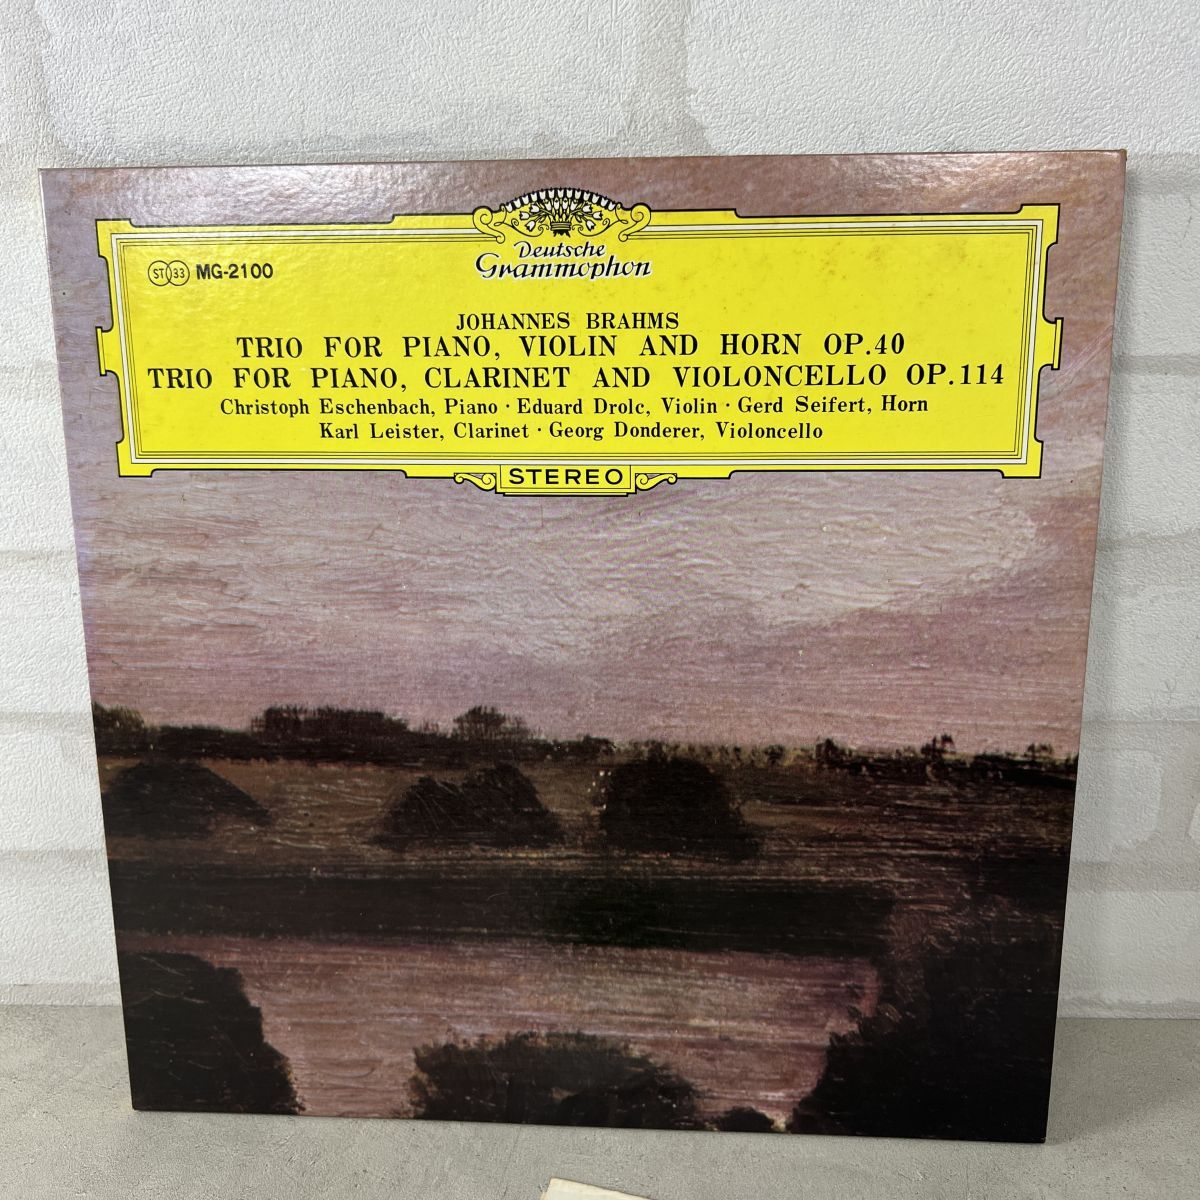 Deutsche
Grammophon
ST 33 MG-2100
JOHANNES BRAHMS
TRIO FOR PIANO, VIOLIN AND HORN OP.40
TRIO FOR PIANO, CLARINET AND VIOLONCELLO OP.114
Christoph Eschenbach, Piano · Eduard Drolc, Violin · Gerd Seifert, Horn
Karl Leister, Clarinet · Georg Donderer, Violoncello
STEREO